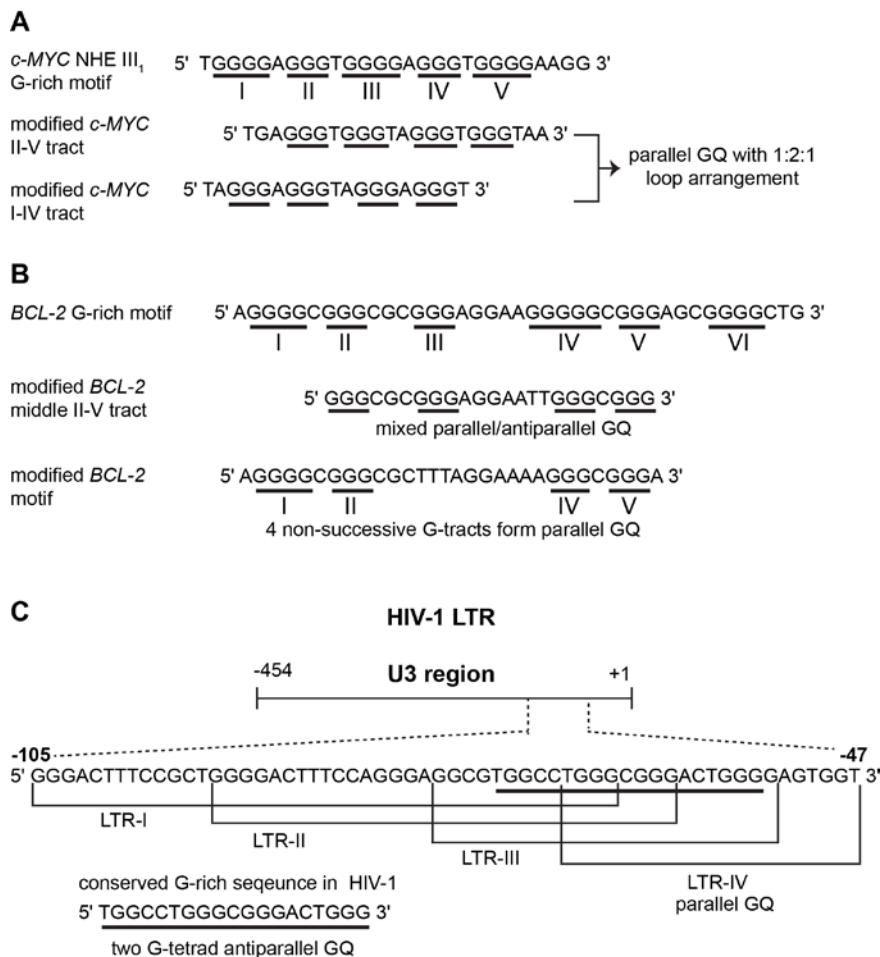 A
c-MYC NHE III1 5' TGGGGAGGGTGGGGAGGGTGGGGAAGG 3'
G-rich motif I II III IV V
modified c-MYC 5' TGAGGGTGGGTAGGGTGGGTAA 3'
II-V tract
parallel GQ with 1:2:1
loop arrangement
modified c-MYC 5' TAGGGAGGGTAGGGAGGGT 3'
I-IV tract
B
BCL-2 G-rich motif 5' AGGGGCGGGCGCGGGAGGAAGGGGGCGGGAGCGGGGCTG 3'
I II III IV V VI
modified BCL-2 5' GGGCGCGGGAGGAATTGGGCGGG 3'
middle II-V tract
mixed parallel/antiparallel GQ
modified BCL-2 5' AGGGGCGGGCGCTTTAGGAAAAGGGCGGGA 3'
motif I II IV V
4 non-successive G-tracts form parallel GQ
C
HIV-1 LTR
-454 U3 region +1
-105 -47
5' GGGACTTTCCGCTGGGGACTTTCCAGGGAGGCGTGGCCTGGGCGGGACTGGGGAGTGGT 3'
LTR-I
LTR-II
LTR-III
LTR-IV
parallel GQ
conserved G-rich seqeunce in HIV-1
5' TGGCCTGGGCGGGACTGGG 3'
two G-tetrad antiparallel GQ